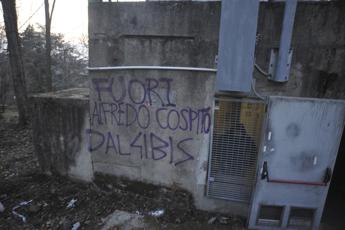 FUORI
ALFREDO COSPITO
DAL 41BIS